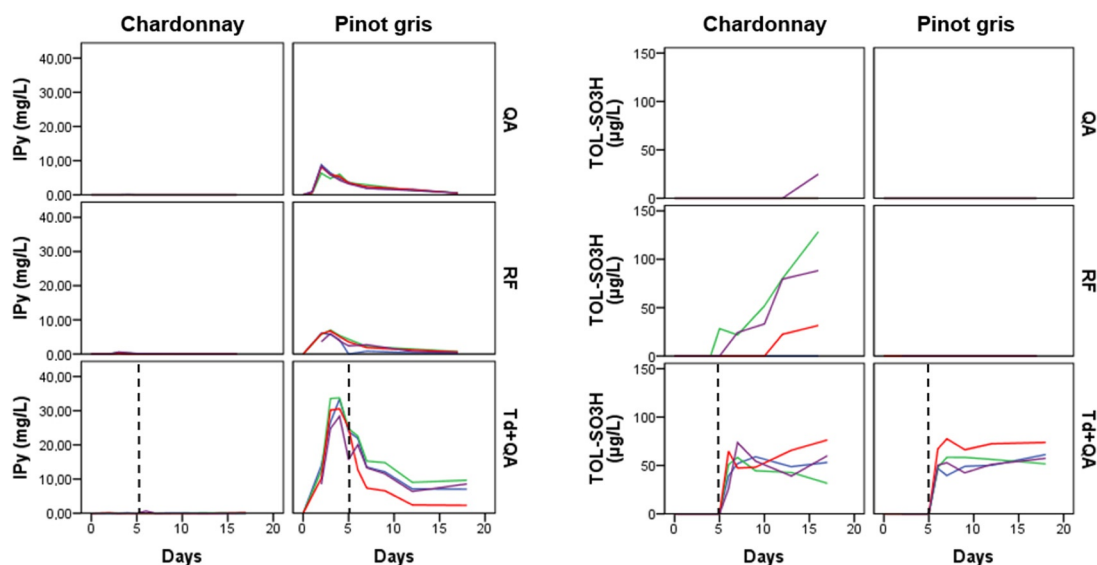 Chardonnay Pinot gris
IPy (mg/L)
40,00
30,00
20,00
10,00
0,00
QA
IPy (mg/L)
40,00
30,00
20,00
10,00
0,00
RF
IPy (mg/L)
40,00
30,00
20,00
10,00
0,00
Td+QA
0 5 10 15 20 0 5 10 15 20
Days Days
Chardonnay Pinot gris
TOL-SO3H
(µg/L)
150
100
50
0
QA
TOL-SO3H
(µg/L)
150
100
50
0
RF
TOL-SO3H
(µg/L)
150
100
50
0
Td+QA
0 5 10 15 20 0 5 10 15 20
Days Days